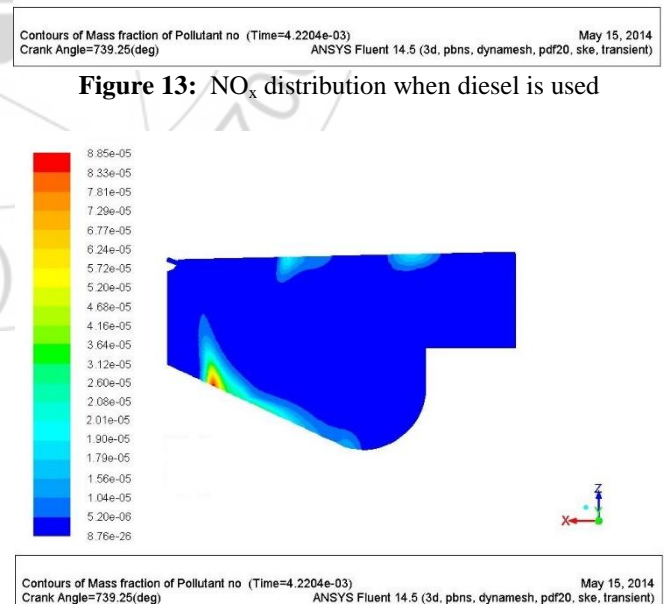 Contours of Mass fraction of Pollutant no (Time=4.2204e-03) May 15, 2014
Crank Angle=739.25(deg) ANSYS Fluent 14.5 (3d, pbns, dynamesh, pdf20, ske, transient)
Figure 13: NOx distribution when diesel is used
8.85e-05
8.33e-05
7.81e-05
7.29e-05
6.77e-05
6.24e-05
5.72e-05
5.20e-05
4.68e-05
4.16e-05
3.64e-05
3.12e-05
2.60e-05
2.08e-05
2.01e-05
1.90e-05
1.79e-05
1.56e-05
1.04e-05
5.20e-06
8.76e-26
Z
X
Contours of Mass fraction of Pollutant no (Time=4.2204e-03) May 15, 2014
Crank Angle=739.25(deg) ANSYS Fluent 14.5 (3d, pbns, dynamesh, pdf20, ske, transient)